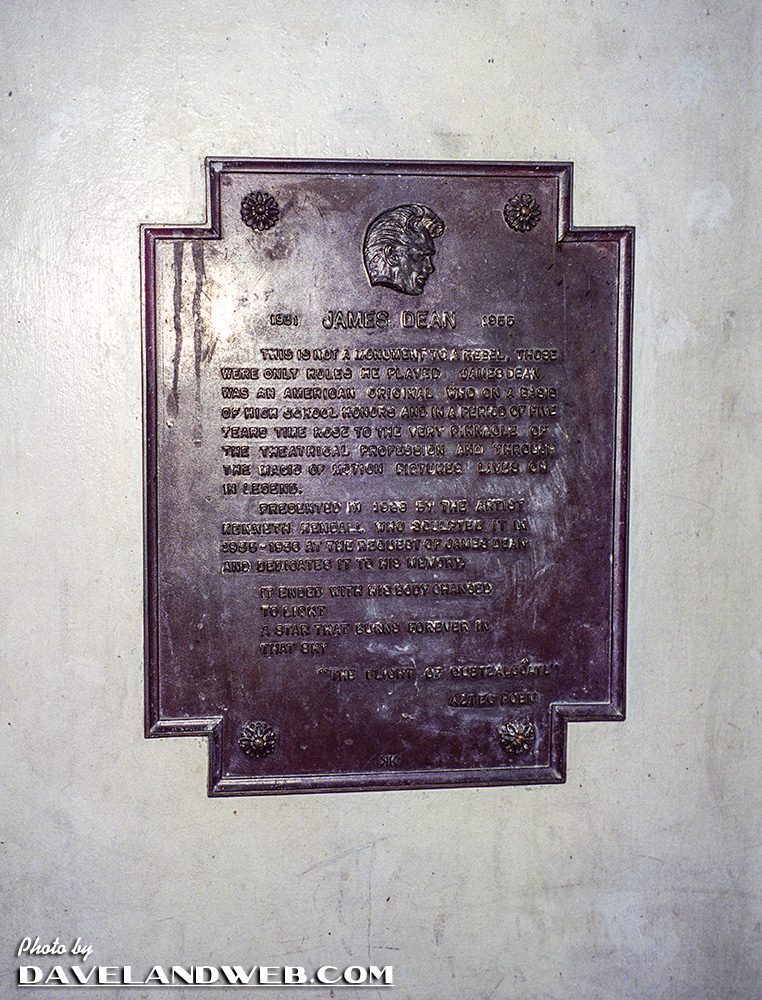 1931 JAMES DEAN 1955
THIS IS NOT A MONUMENT TO A REBEL, THOSE
WERE ONLY ROLES HE PLAYED JAMES DEAN
WAS AN AMERICAN ORIGINAL WHO ON A BASIS
OF HIGH SCHOOL HONORS AND IN A PERIOD OF FIVE
YEARS TIME ROSE TO THE VERY PINNACLE OF
THE THEATRICAL PROFESSION AND THROUGH
THE MAGIC OF MOTION PICTURES LIVES ON
IN LEGEND.
PRESENTED IN 1988 BY THE ARTIST
KENNETH KENDALL WHO SCULPTED IT IN
1955-1956 AT THE REQUEST OF JAMES DEAN
AND DEDICATES IT TO HIS MEMORY.
IT ENDED WITH HIS BODY CHANGED
TO LIGHT
A STAR THAT BURNS FOREVER IN
THAT SKY
"THE FLIGHT OF QUETZALCOATL"
AZTEC POEM
Photo by
DAVELANDWEB.COM